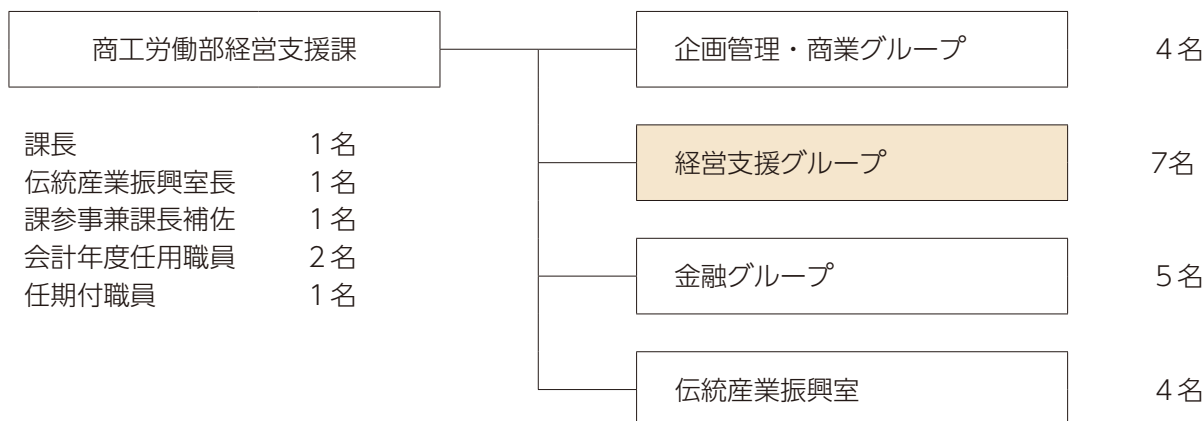 商工労働部経営支援課
課長 1名
伝統産業振興室長 1名
課参事兼課長補佐 1名
会計年度任用職員 2名
任期付職員 1名
企画管理・商業グループ 4名
経営支援グループ 7名
金融グループ 5名
伝統産業振興室 4名